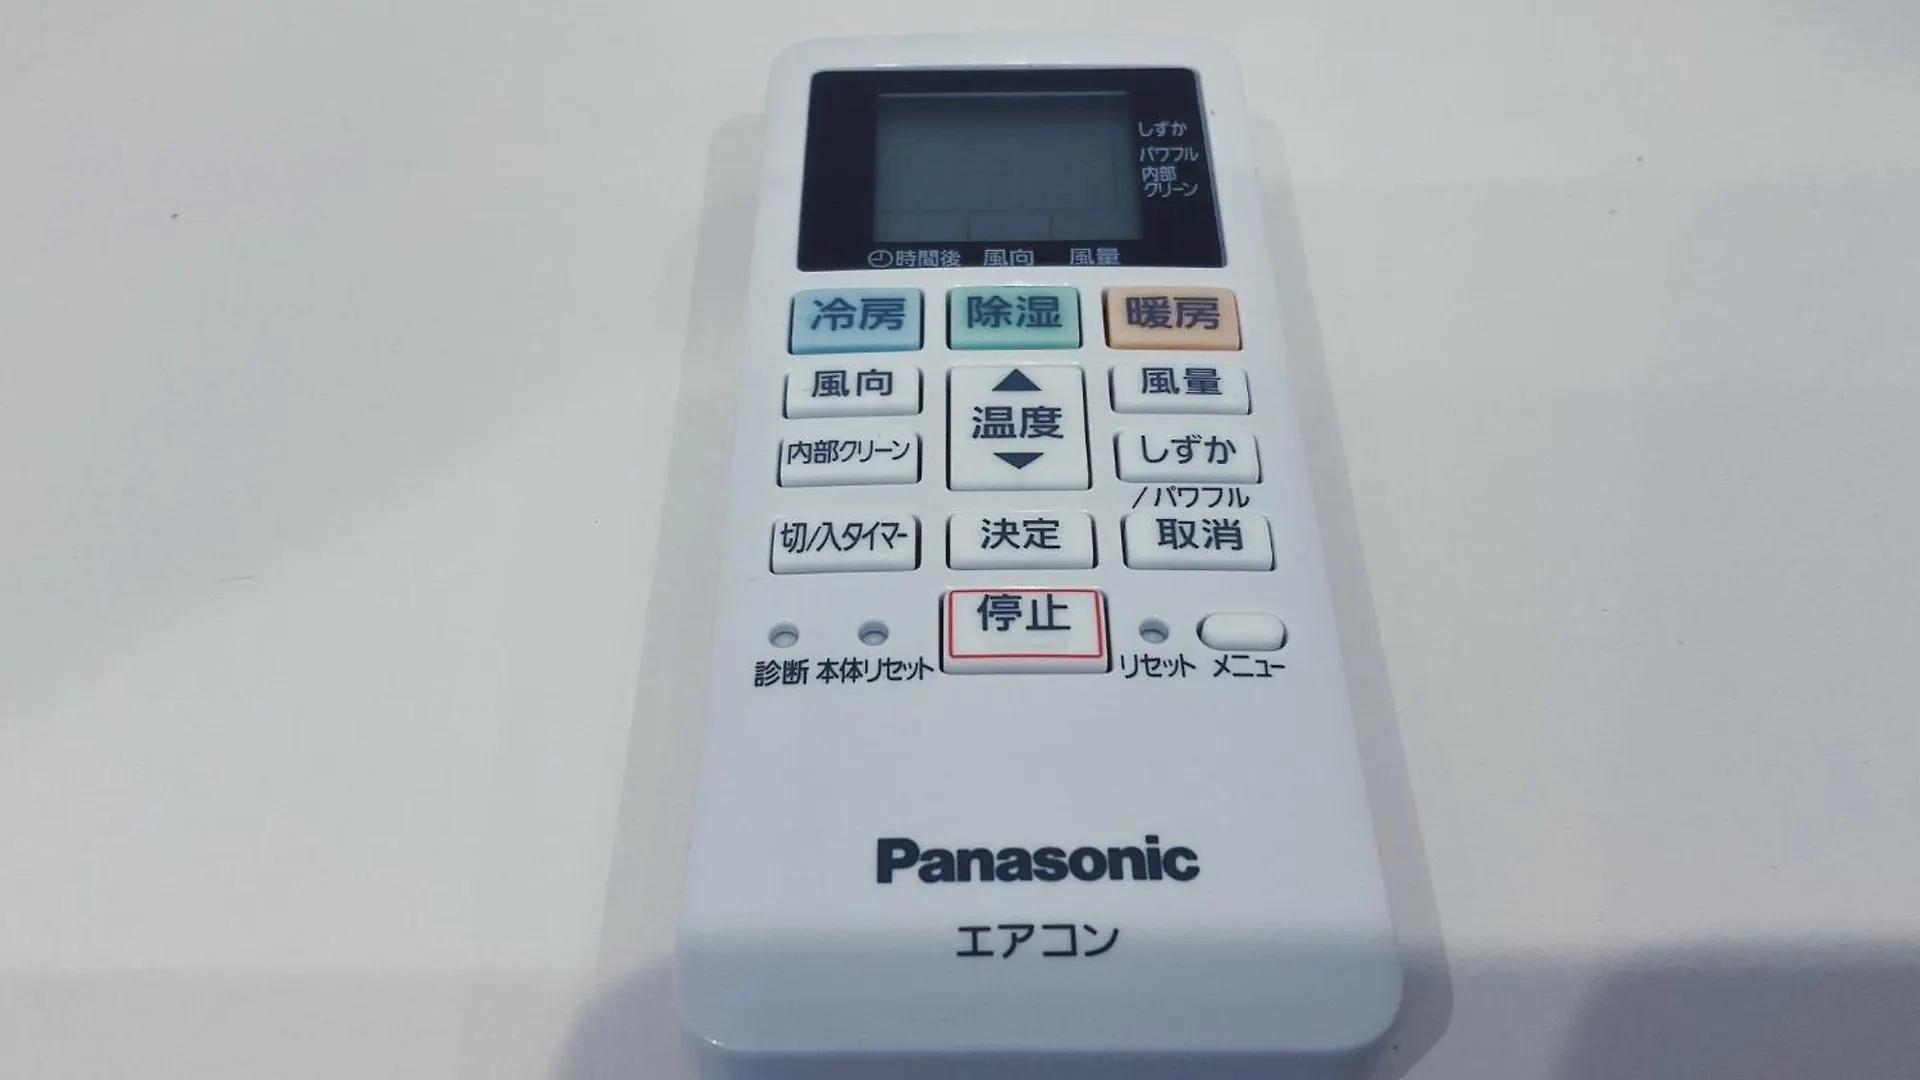 しずか
パワフル
内部
クリーン
時間後 風向 風量
冷房 除湿 暖房
風向 ▲ 風量
温度
内部クリーン ▼ しずか
/パワフル
切/入タイマー 決定 取消
停止
診断 本体リセット リセット メニュー
Panasonic
エアコン